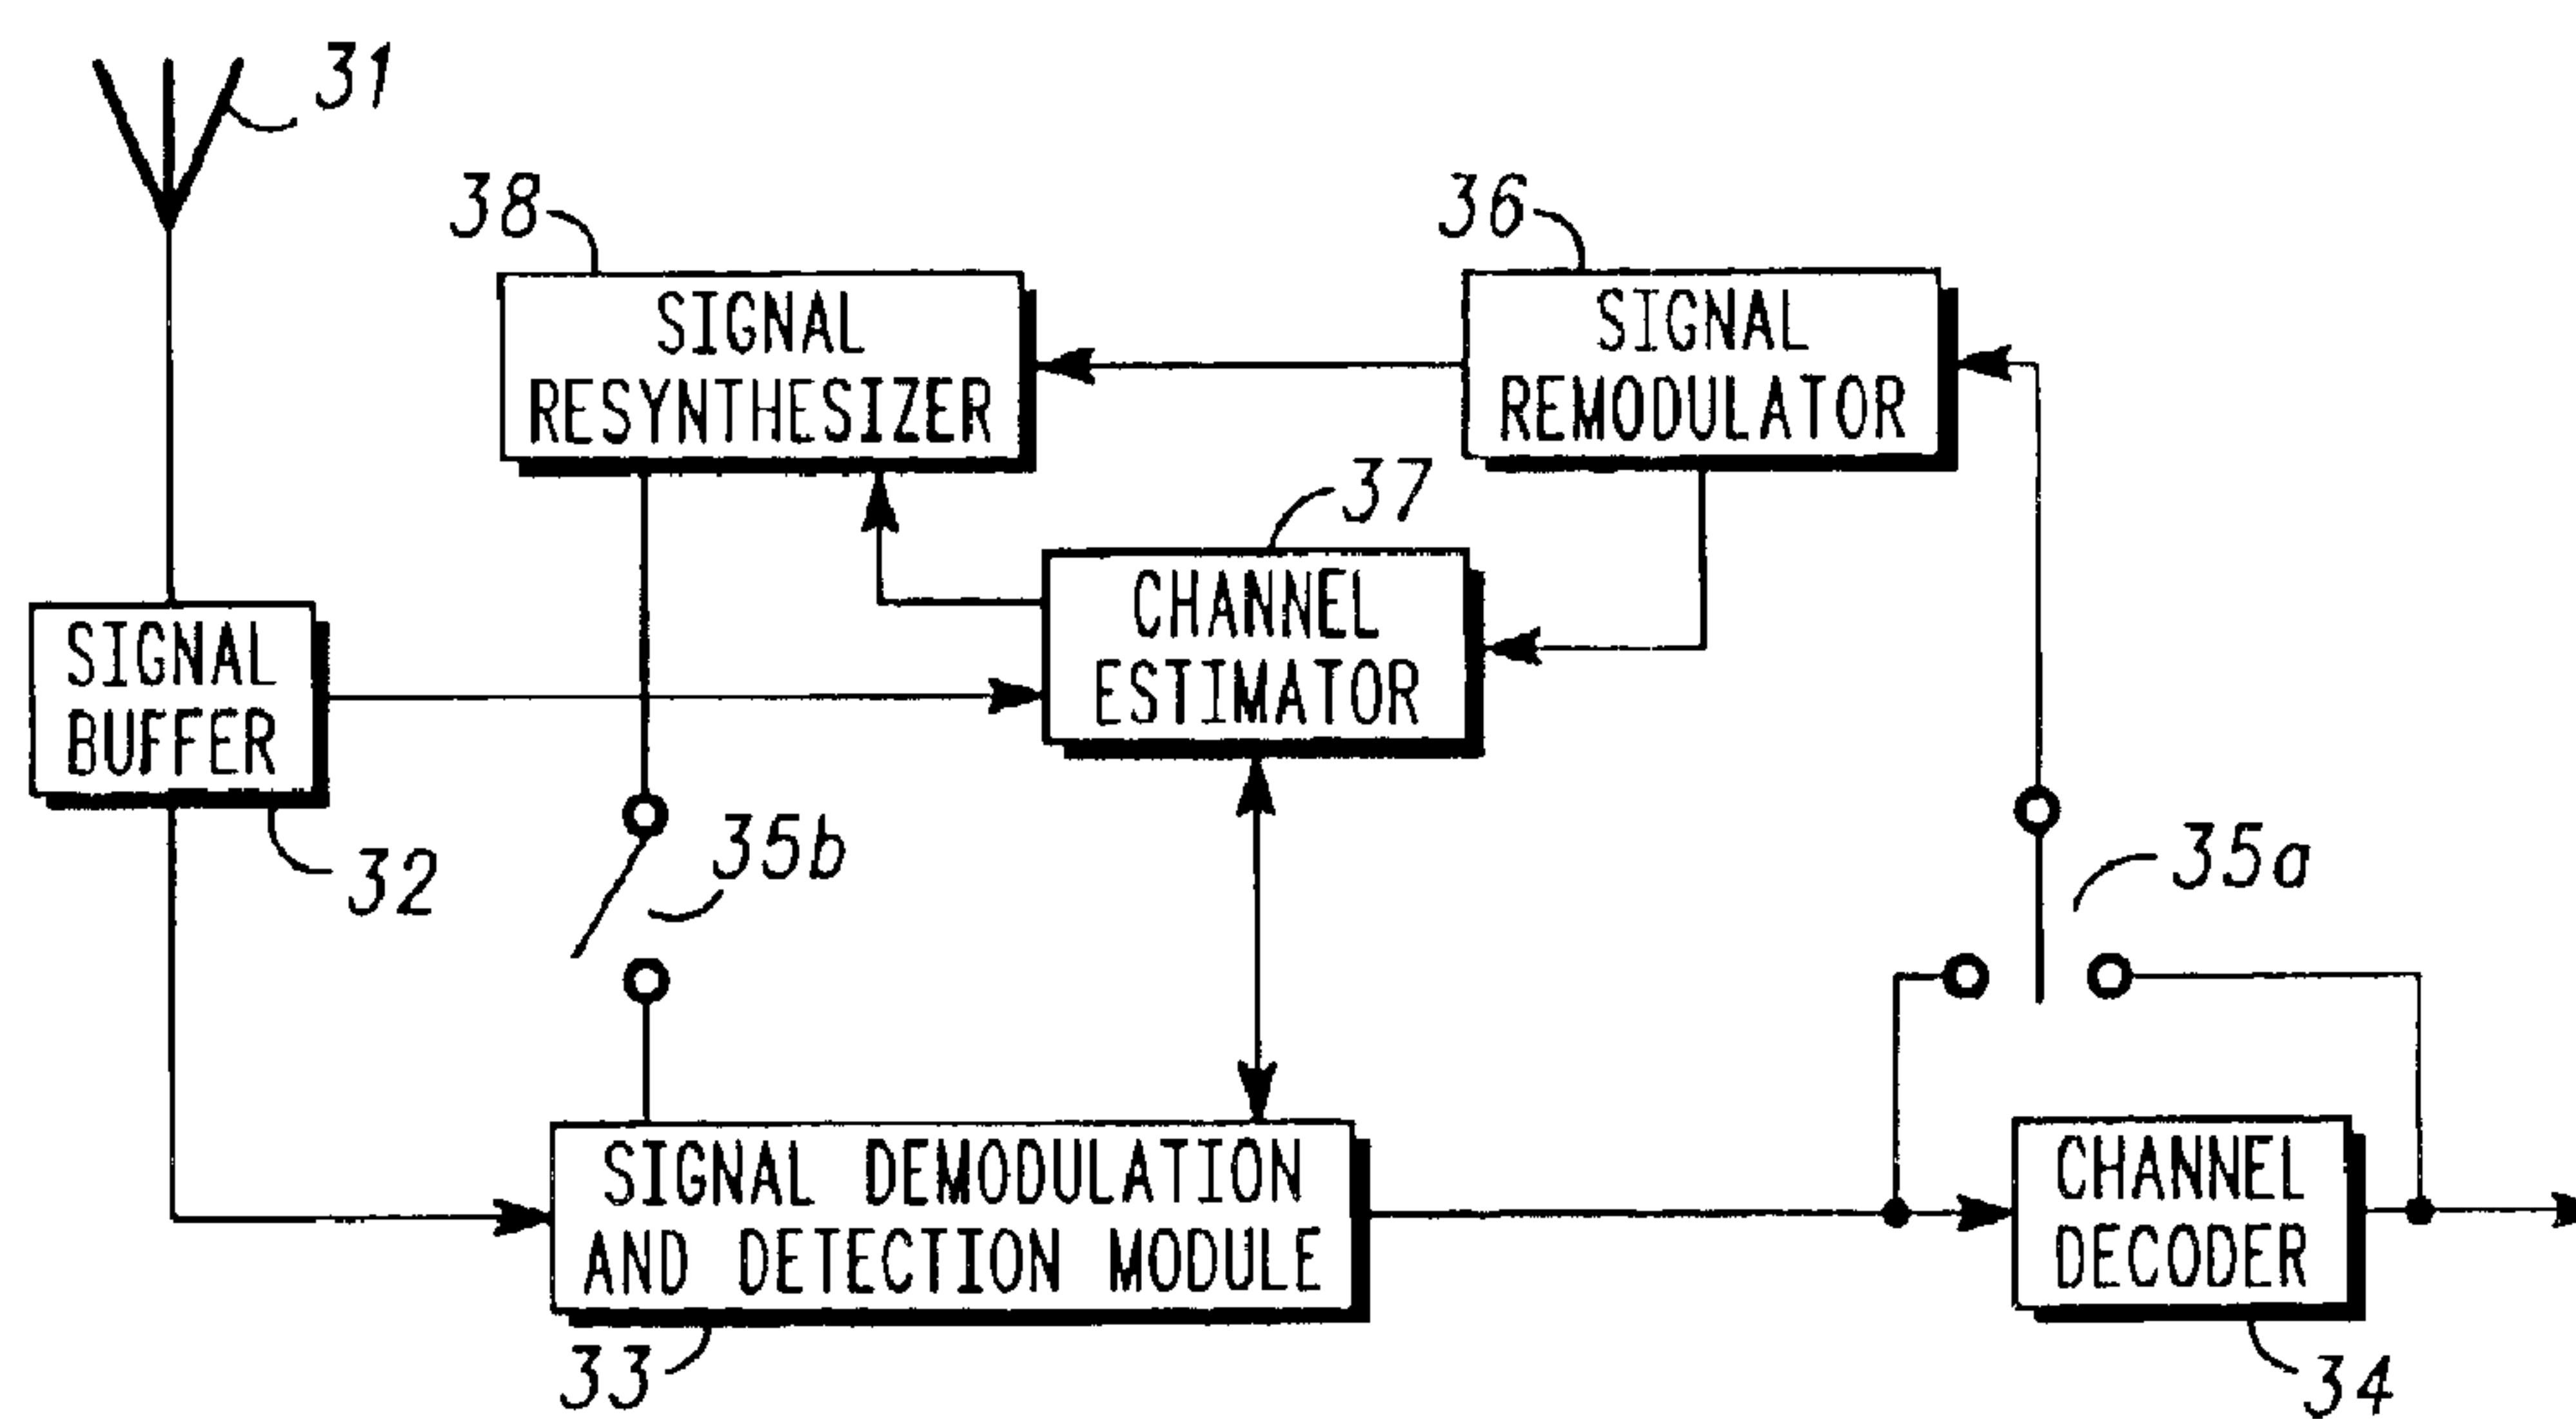 31
38
36
SIGNAL
RESYNTHESIZER
SIGNAL
REMODULATOR
37
CHANNEL
ESTIMATOR
SIGNAL
BUFFER
32
35b
35a
SIGNAL DEMODULATION
AND DETECTION MODULE
CHANNEL
DECODER
33
34